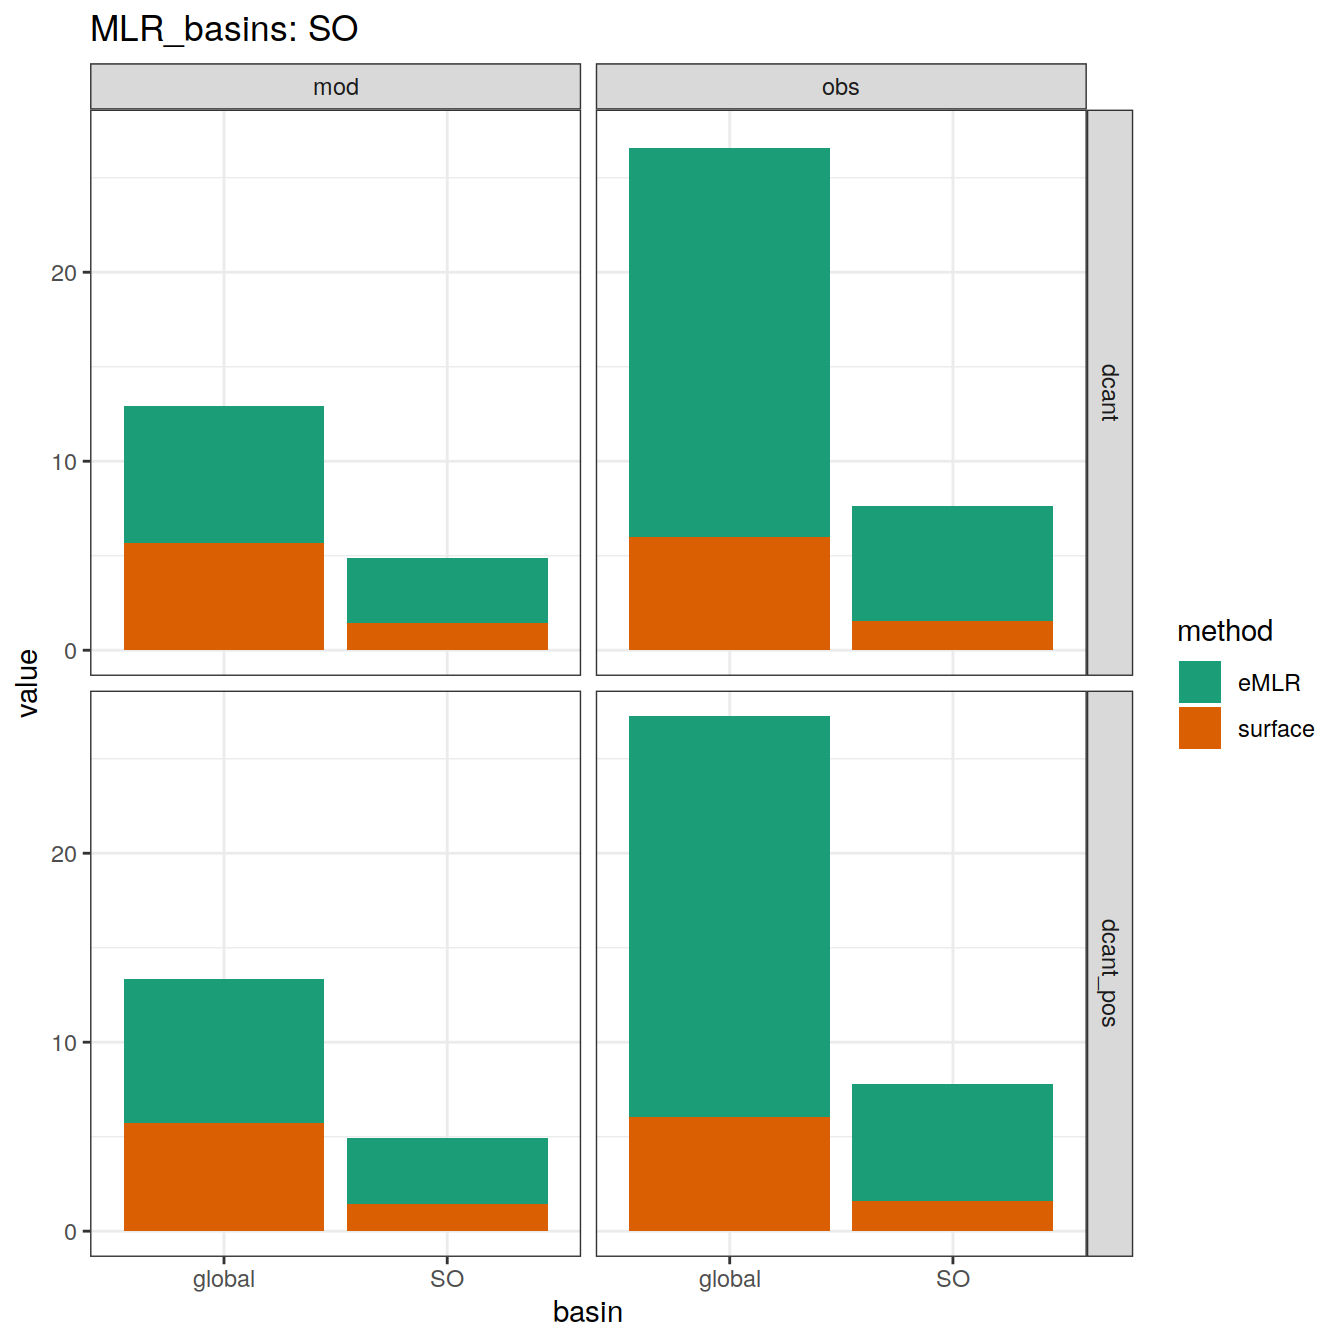 MLR_basins: SO
mod
obs
20
10
0
dcant
20
10
0
dcant_pos
value
global
SO
global
SO
basin
method
eMLR
surface